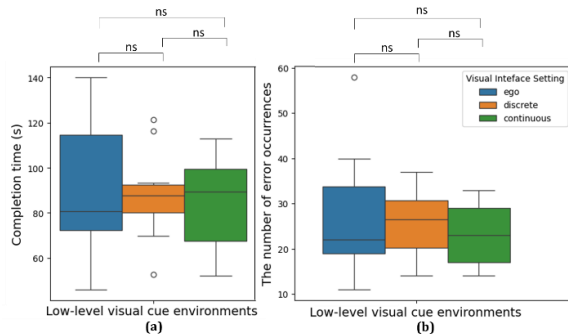 ns
ns
ns
ns
ns
ns
Completion time (s)
140
120
100
80
60
Low-level visual cue environments
(a)
The number of error occurrences
60
50
40
30
20
10
Visual Inteface Setting
ego
discrete
continuous
Low-level visual cue environments
(b)